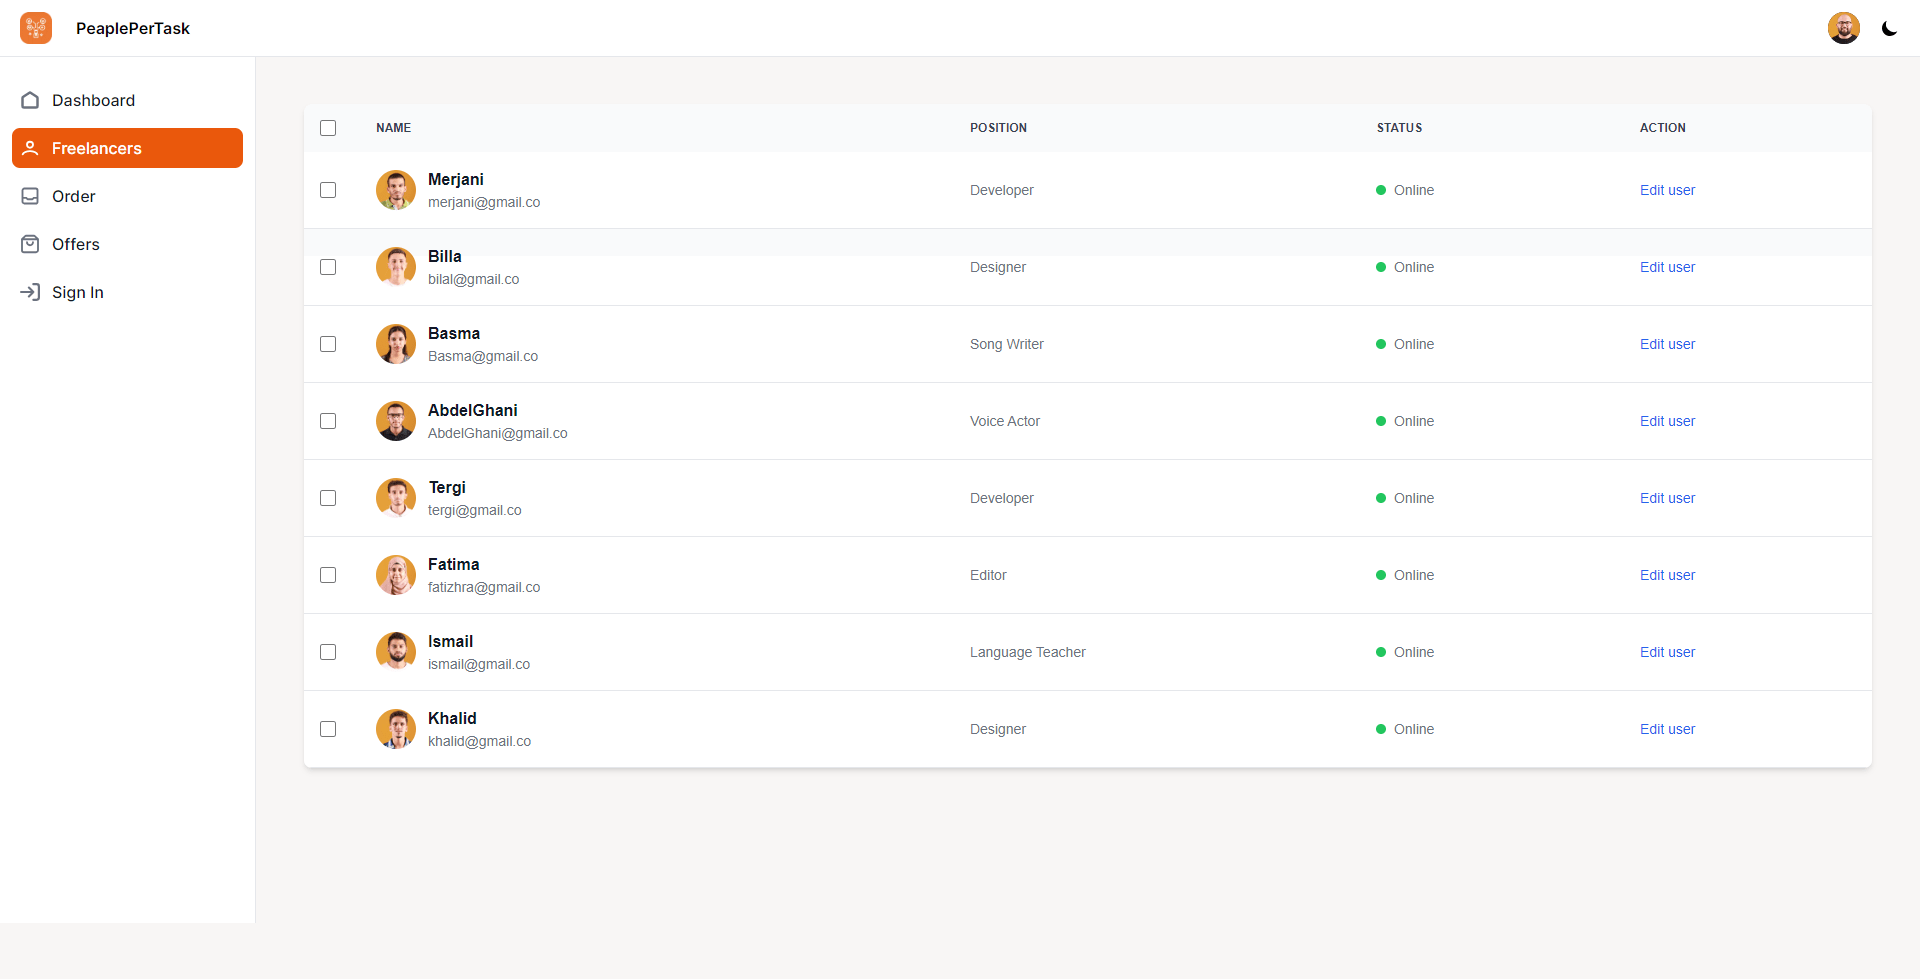 PeaplePerTask
Dashboard
Freelancers
Order
Offers
Sign In
NAME POSITION STATUS ACTION
Merjani
merjani@gmail.co
Developer Online Edit user
Billa
bilal@gmail.co
Designer Online Edit user
Basma
Basma@gmail.co
Song Writer Online Edit user
AbdelGhani
AbdelGhani@gmail.co
Voice Actor Online Edit user
Tergi
tergi@gmail.co
Developer Online Edit user
Fatima
fatizhra@gmail.co
Editor Online Edit user
Ismail
ismail@gmail.co
Language Teacher Online Edit user
Khalid
khalid@gmail.co
Designer Online Edit user